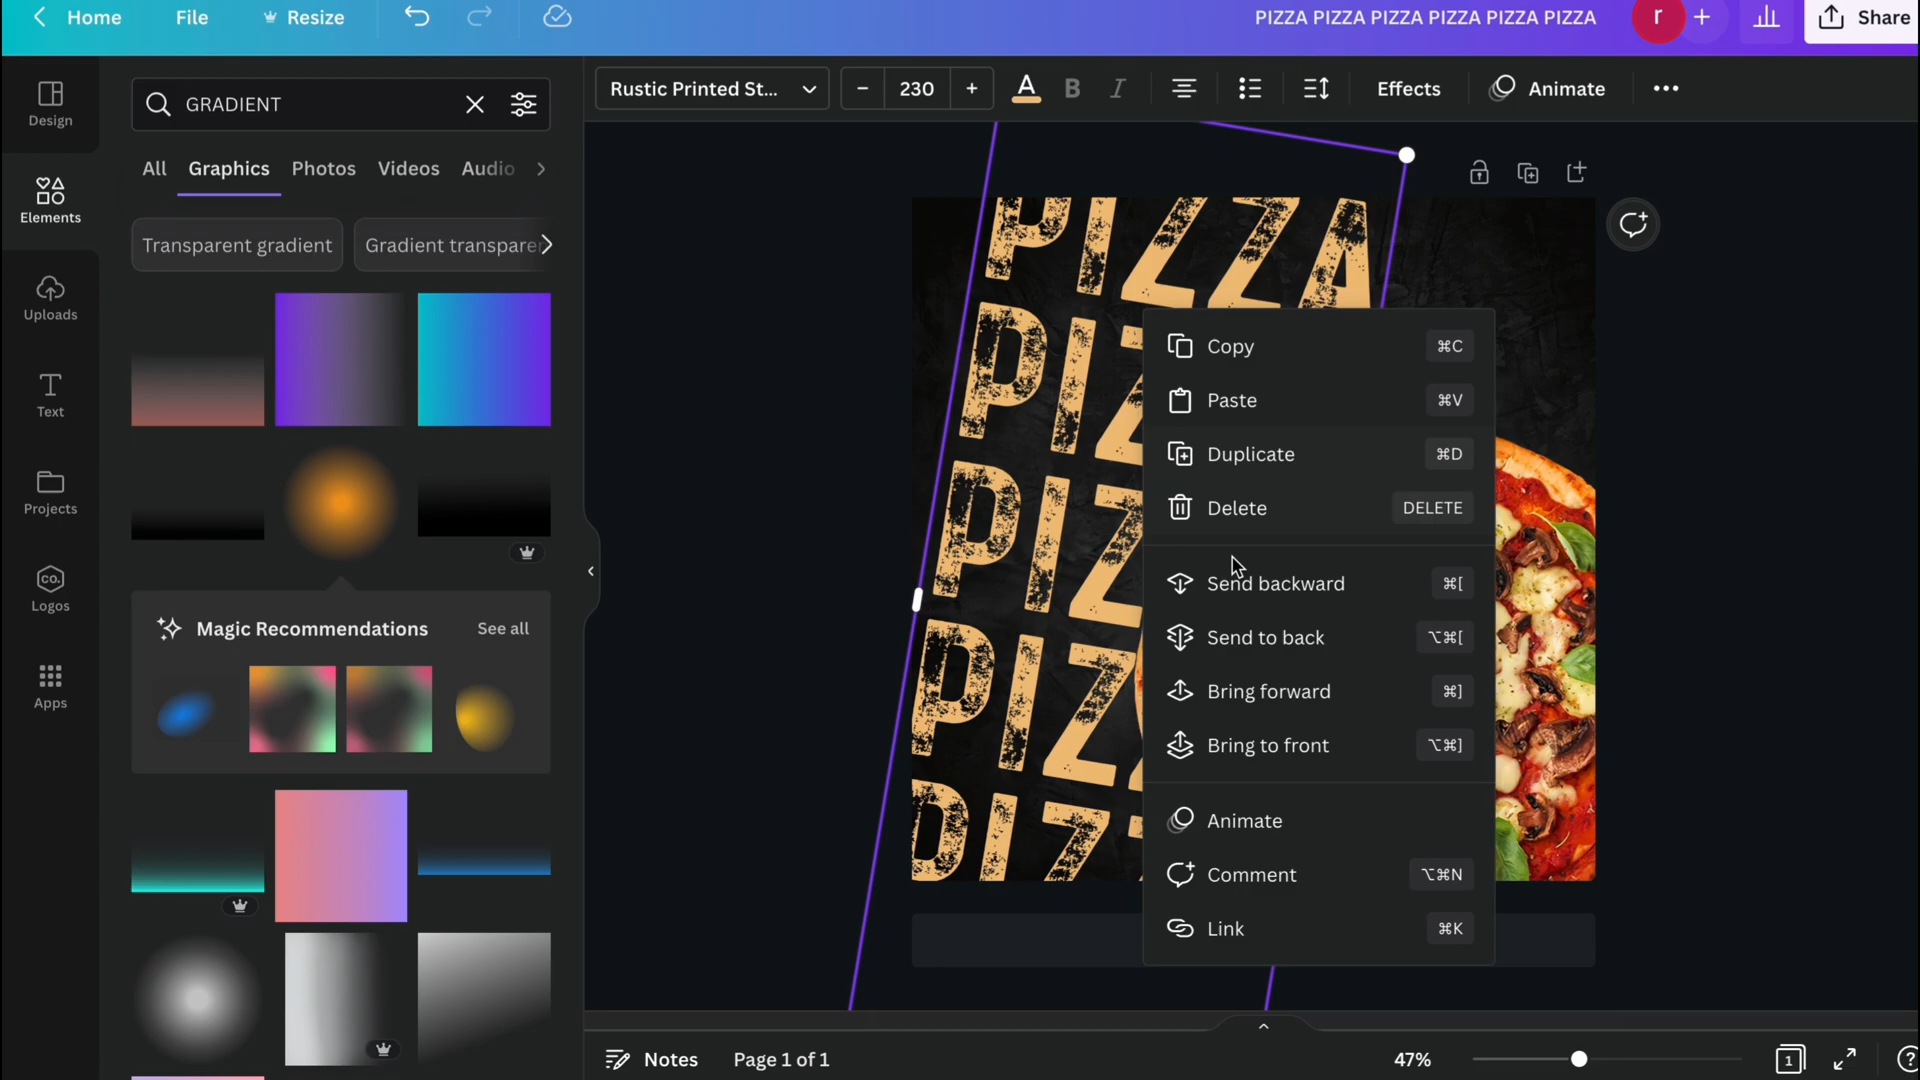 Home File Resize PIZZA PIZZA PIZZA PIZZA PIZZA PIZZA r Share
Rustic Printed St... 230 A B I Effects Animate
GRADIENT
Design
All Graphics Photos Videos Audio
Elements
Transparent gradient
Uploads
Text
Projects
co.
Logos
Apps
Magic Recommendations See all
PIZZA
PIZ
PIZ
PIZ
PIZZ
Copy ⌘C
Paste ⌘V
Duplicate ⌘D
Delete DELETE
Send backward ⌘[
Send to back ⌥⌘[
Bring forward ⌘]
Bring to front ⌥⌘]
Animate
Comment ⌥⌘N
Link ⌘K
Notes Page 1 of 1 47% 1 ?